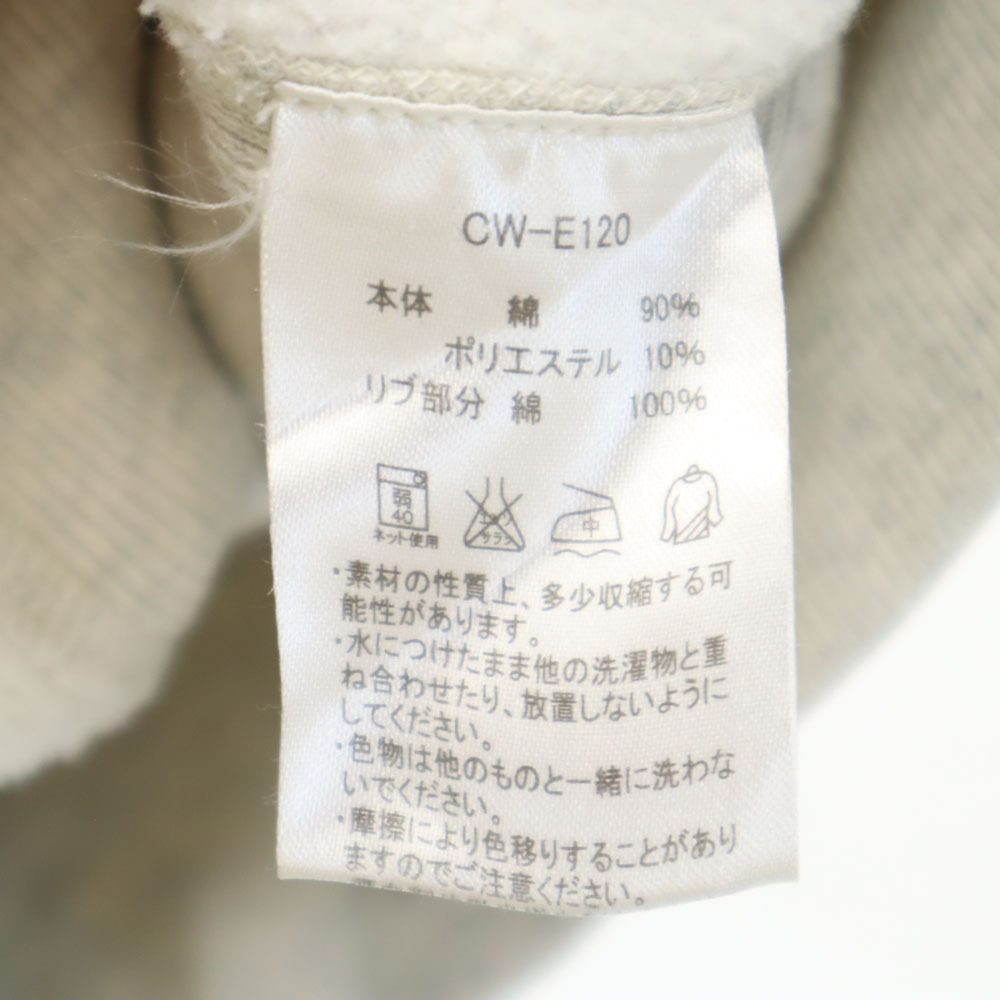 CW-E120
本体 綿 90%
ポリエステル 10%
リブ部分 綿 100%
弱
40
ネット使用
エンソ
サラシ
中
・素材の性質上、多少収縮する可
能性があります。
・水につけたまま他の洗濯物と重
ね合わせたり、放置しないように
してください。
・色物は他のものと一緒に洗わな
いでください。
・摩擦により色移りすることがあり
ますのでご注意ください。